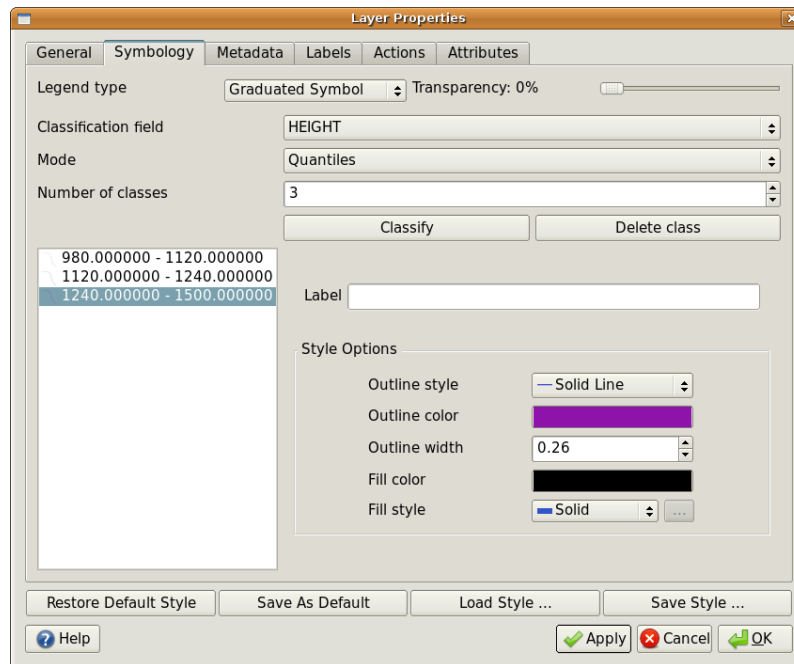 Layer Properties
General Symbology Metadata Labels Actions Attributes
Legend type Graduated Symbol Transparency: 0%
Classification field HEIGHT
Mode Quantiles
Number of classes 3
Classify Delete class
980.000000 - 1120.000000
1120.000000 - 1240.000000
1240.000000 - 1500.000000
Label
Style Options
Outline style Solid Line
Outline color
Outline width 0.26
Fill color
Fill style Solid ...
Restore Default Style Save As Default Load Style ... Save Style ...
Help Apply Cancel OK